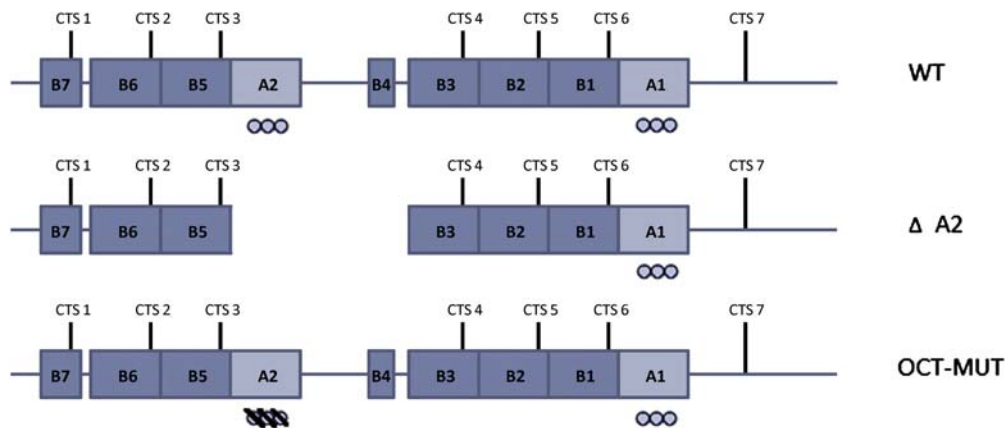 CTS 1 CTS 2 CTS 3 CTS 4 CTS 5 CTS 6 CTS 7
B7 B6 B5 A2 B4 B3 B2 B1 A1 WT
CTS 1 CTS 2 CTS 3 CTS 4 CTS 5 CTS 6 CTS 7
B7 B6 B5 B3 B2 B1 A1 Δ A2
CTS 1 CTS 2 CTS 3 CTS 4 CTS 5 CTS 6 CTS 7
B7 B6 B5 A2 B4 B3 B2 B1 A1 OCT-MUT